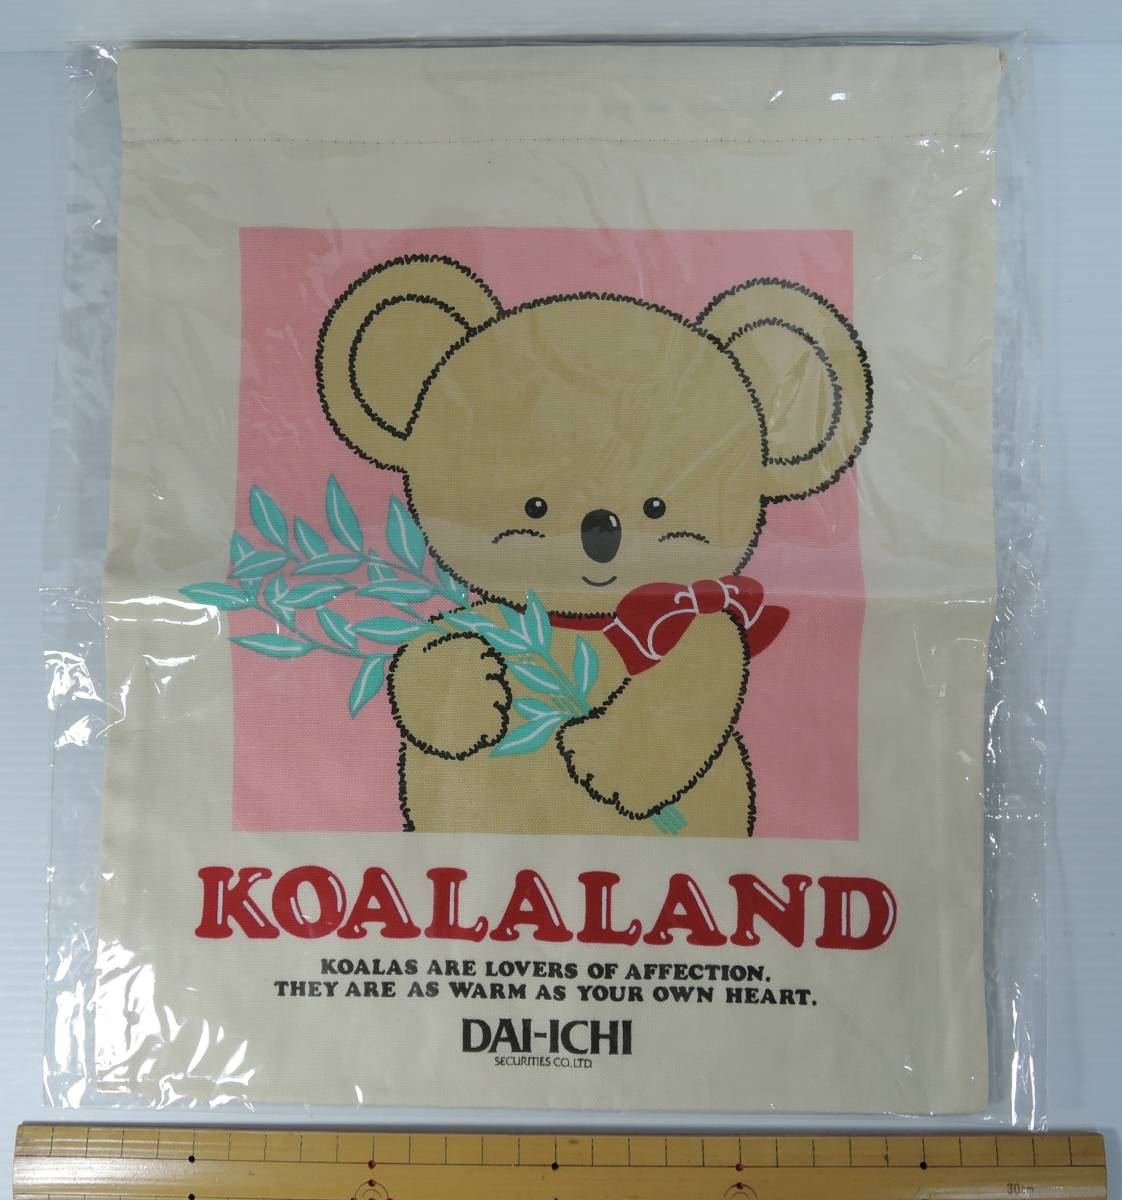 KOALALAND
KOALAS ARE LOVERS OF AFFECTION.
THEY ARE AS WARM AS YOUR OWN HEART.
DAI-ICHI
SECURITIES CO.,LTD.
30cm